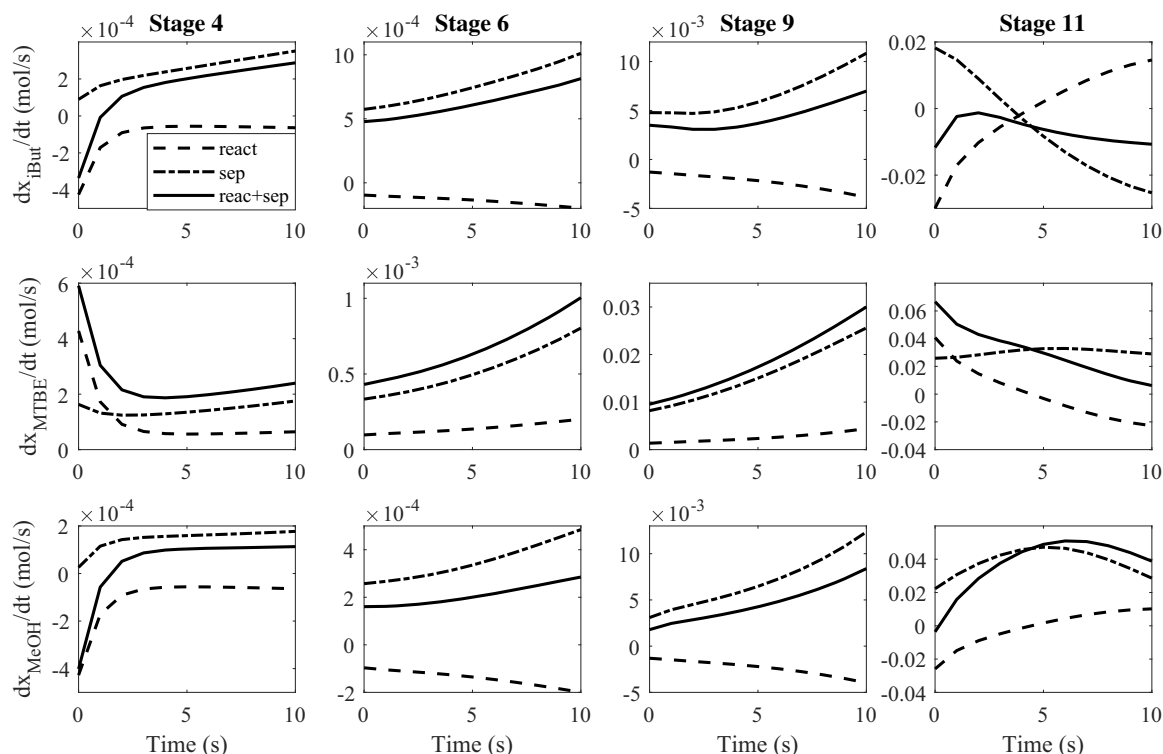 Stage 4 Stage 6 Stage 9 Stage 11
×10⁻⁴ ×10⁻⁴ ×10⁻³
dx_iBut/dt (mol/s)
2
0
-2
-4
0 5 10
react
sep
reac+sep
10
5
0
0 5 10
10
5
0
-5
0 5 10
0.02
0
-0.02
0 5 10
×10⁻⁴ ×10⁻³
dx_MTBE/dt (mol/s)
6
4
2
0
0 5 10
1
0.5
0
0 5 10
0.03
0.02
0.01
0
0 5 10
0.06
0.04
0.02
0
-0.02
-0.04
0 5 10
×10⁻⁴ ×10⁻⁴ ×10⁻³
dx_MeOH/dt (mol/s)
2
0
-2
-4
0 5 10
Time (s)
4
2
0
-2
0 5 10
Time (s)
10
5
0
-5
0 5 10
Time (s)
0.04
0.02
0
-0.02
-0.04
0 5 10
Time (s)